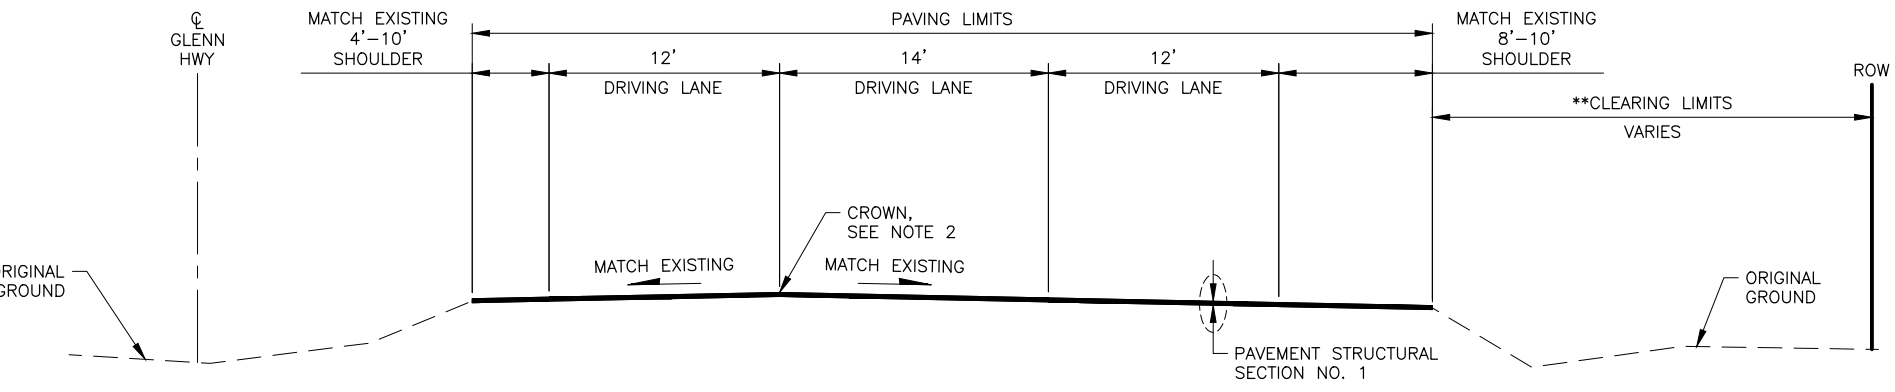 ℄
GLENN
HWY
MATCH EXISTING
4'-10'
SHOULDER
PAVING LIMITS
MATCH EXISTING
8'-10'
SHOULDER
12'
DRIVING LANE
14'
DRIVING LANE
12'
DRIVING LANE
ROW
**CLEARING LIMITS
VARIES
CROWN,
SEE NOTE 2
MATCH EXISTING
MATCH EXISTING
RIGINAL
GROUND
ORIGINAL
GROUND
PAVEMENT STRUCTURAL
SECTION NO. 1